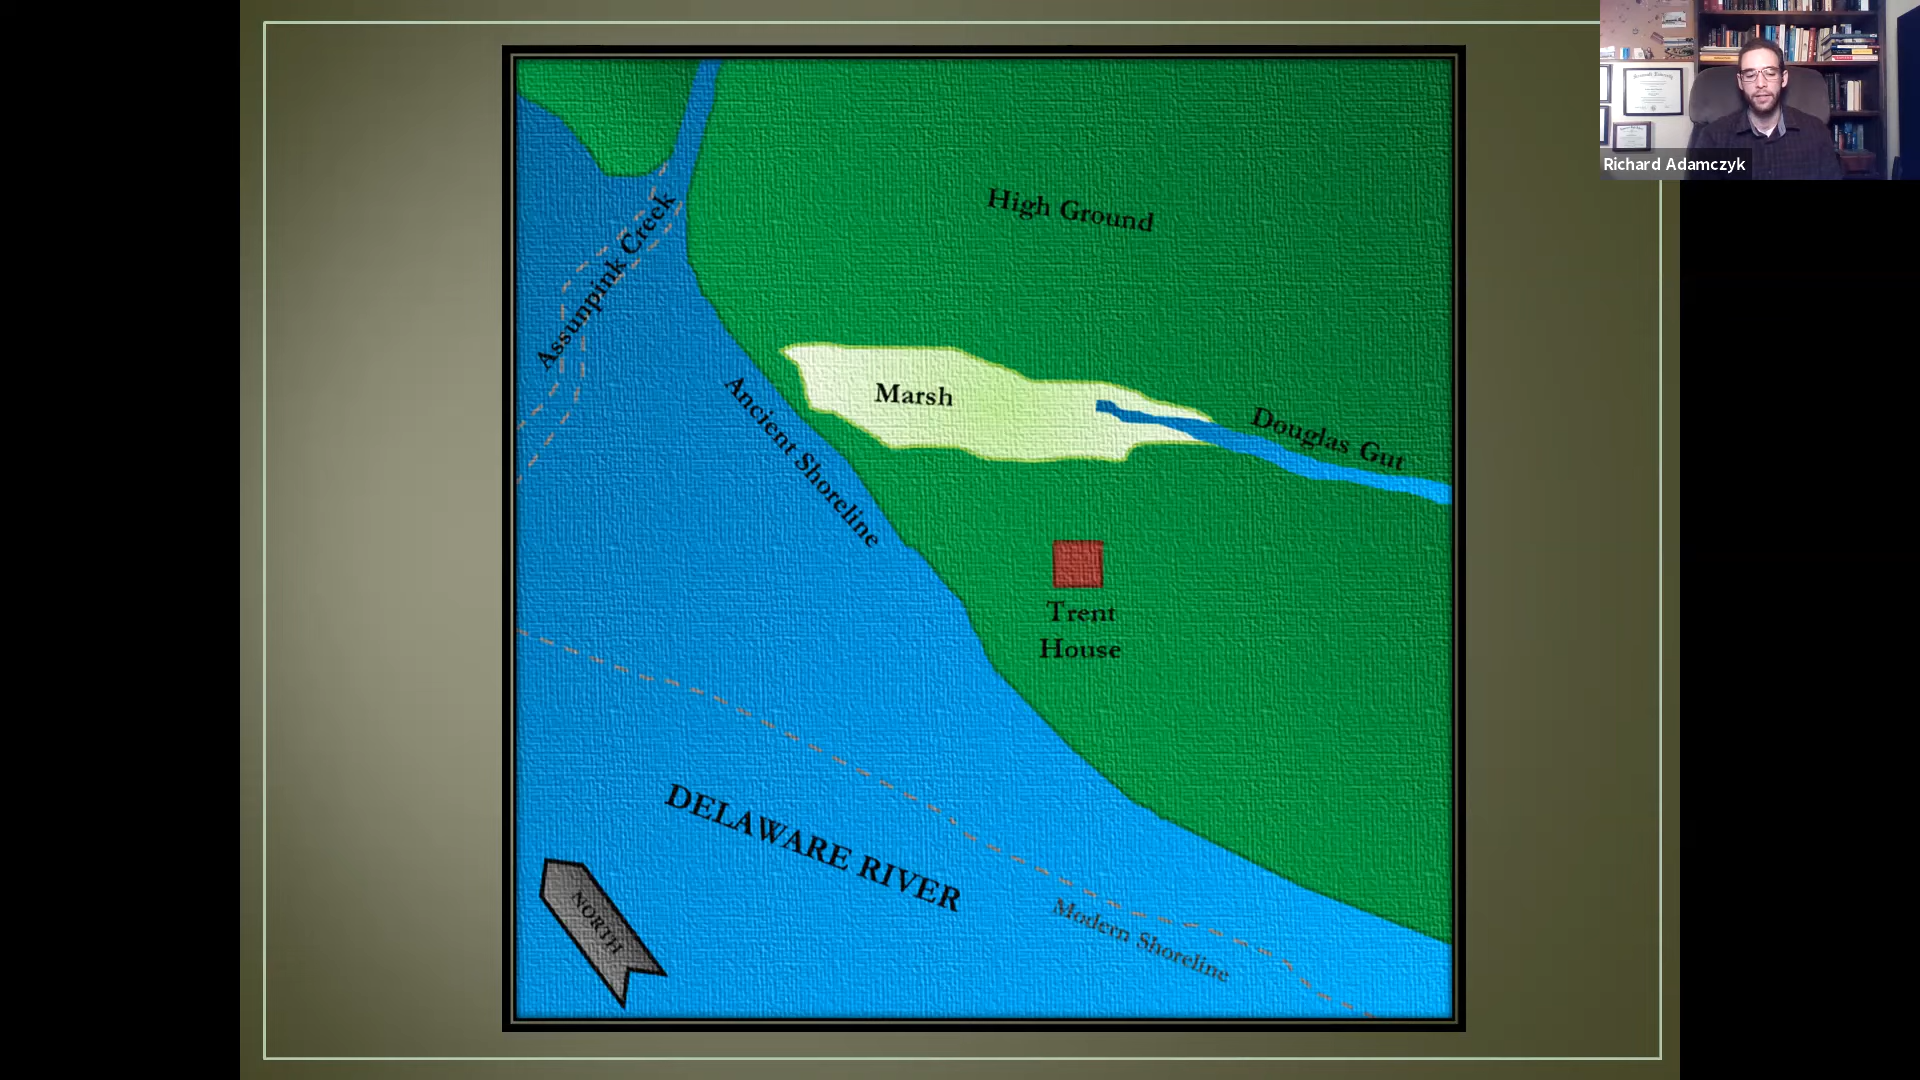 Richard Adamczyk
High Ground
Assunpink Creek
Marsh
Douglas Gut
Ancient Shoreline
Trent
House
DELAWARE RIVER
Modern Shoreline
NORTH